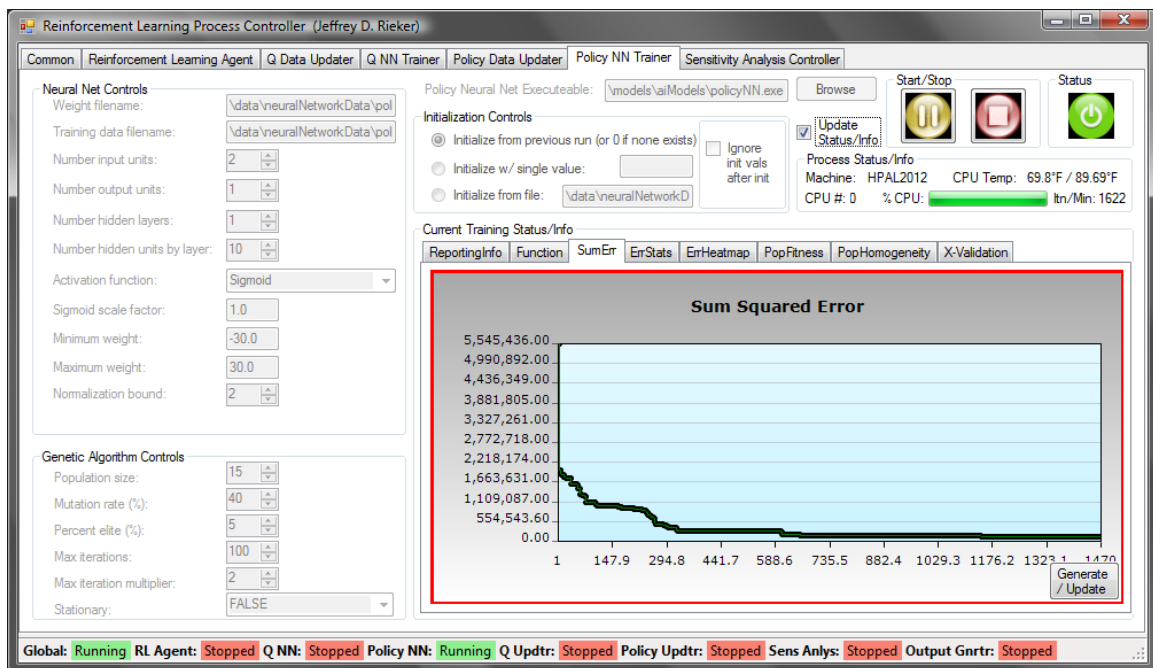 Reinforcement Learning Process Controller (Jeffrey D. Rieker)
Common Reinforcement Learning Agent Q Data Updater Q NN Trainer Policy Data Updater Policy NN Trainer Sensitivity Analysis Controller
Neural Net Controls
Weight filename: \data\neuralNetworkData\pol
Training data filename: \data\neuralNetworkData\pol
Number input units: 2
Number output units: 1
Number hidden layers: 1
Number hidden units by layer: 10
Activation function: Sigmoid
Sigmoid scale factor: 1.0
Minimum weight: -30.0
Maximum weight: 30.0
Normalization bound: 2
Genetic Algorithm Controls
Population size: 15
Mutation rate (%): 40
Percent elite (%): 5
Max iterations: 100
Max iteration multiplier: 2
Stationary: FALSE
Policy Neural Net Executeable: \models\aiModels\policyNN.exe Browse
Initialization Controls
Initialize from previous run (or 0 if none exists)
Initialize w/ single value:
Initialize from file: \data\neuralNetworkD
Ignore
init vals
after init
Start/Stop
Status
Update
Status/Info
Process Status/Info
Machine: HPAL2012 CPU Temp: 69.8°F / 89.69°F
CPU #: 0 % CPU: Itn/Min: 1622
Current Training Status/Info
ReportingInfo Function SumErr ErrStats ErrHeatmap PopFitness PopHomogeneity X-Validation
Sum Squared Error
5,545,436.00
4,990,892.00
4,436,349.00
3,881,805.00
3,327,261.00
2,772,718.00
2,218,174.00
1,663,631.00
1,109,087.00
554,543.60
0.00
1 147.9 294.8 441.7 588.6 735.5 882.4 1029.3 1176.2 1323.1 1470
Generate
/ Update
Global: Running RL Agent: Stopped Q NN: Stopped Policy NN: Running Q Updtr: Stopped Policy Updtr: Stopped Sens Anlys: Stopped Output Gnrtr: Stopped